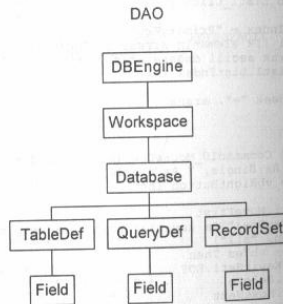 DAO
DBEngine
Workspace
Database
TableDef QueryDef RecordSet
Field Field Field